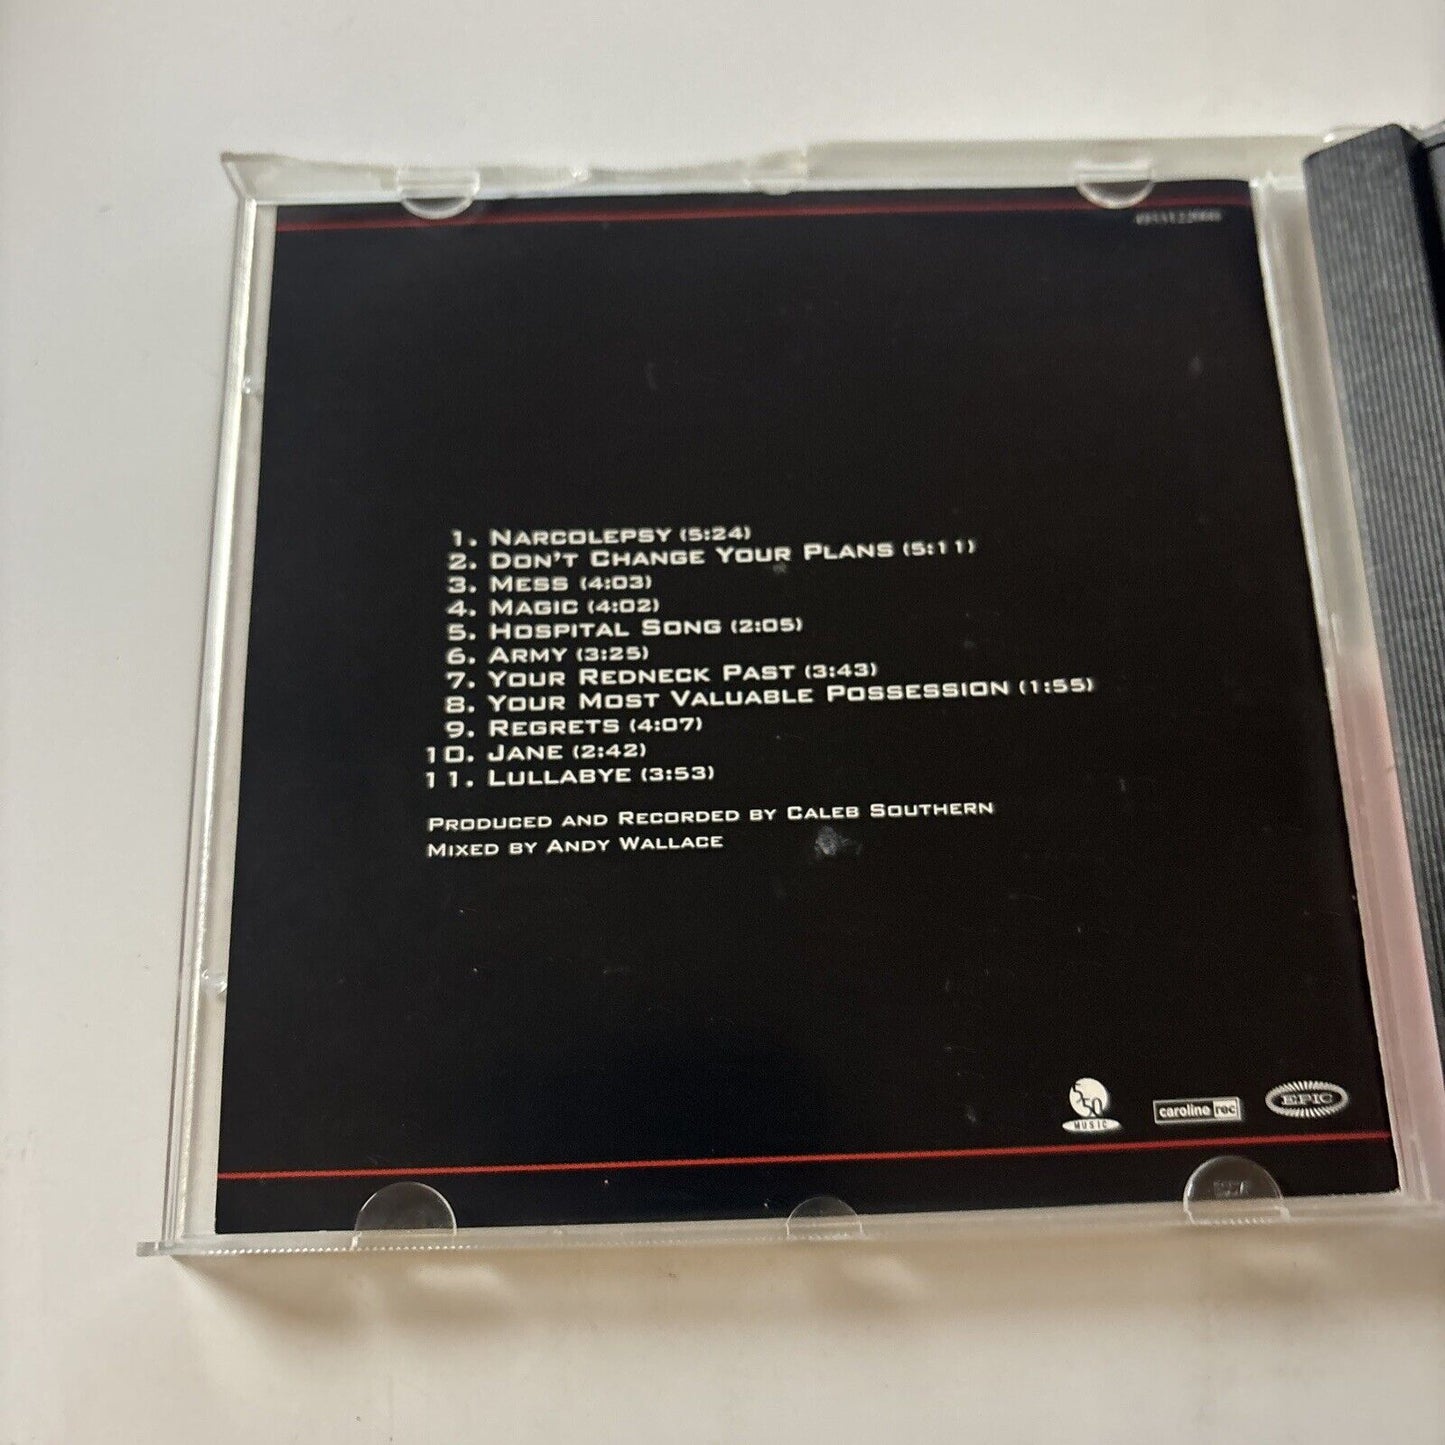 1. Narcolepsy (5:24)
2. Don't Change Your Plans (5:11)
3. Mess (4:03)
4. Magic (4:02)
5. Hospital Song (2:05)
6. Army (3:25)
7. Your Redneck Past (3:43)
8. Your Most Valuable Possession (1:55)
9. Regrets (4:07)
10. Jane (2:42)
11. Lullabye (3:53)
Produced and Recorded by Caleb Southern
Mixed by Andy Wallace
550
MUSIC
caroline rec
EPIC